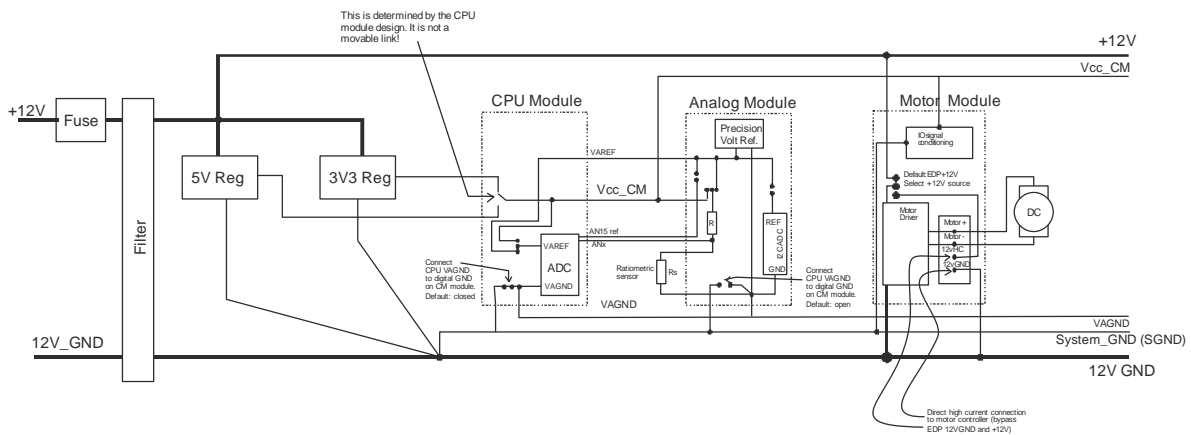 This is determined by the CPU
module design. It is not a
movable link!
+12V
Vcc_CM
CPU Module
Analog Module
Motor Module
+12V
Fuse
Precision
Volt Ref.
IO signal
conditioning
VAREF
5V Reg
3V3 Reg
Vcc_CM
Default EDP+12V
Select +12V source
Filter
R
REF
I2C ADC
GND
Motor
Driver
Motor+
Motor-
12vHC
12vGND
DC
AN15 ref
ANx
VAREF
ADC
VAGND
Connect
CPU VAGND
to digital GND
on CM module.
Default: closed
Ratiometric
sensor
Rs
Connect
CPU VAGND
to digital GND
on CM module.
Default: open
VAGND
VAGND
12V_GND
System_GND (SGND)
12V GND
Direct high current connection
to motor controller (bypass
EDP 12VGND and +12V)